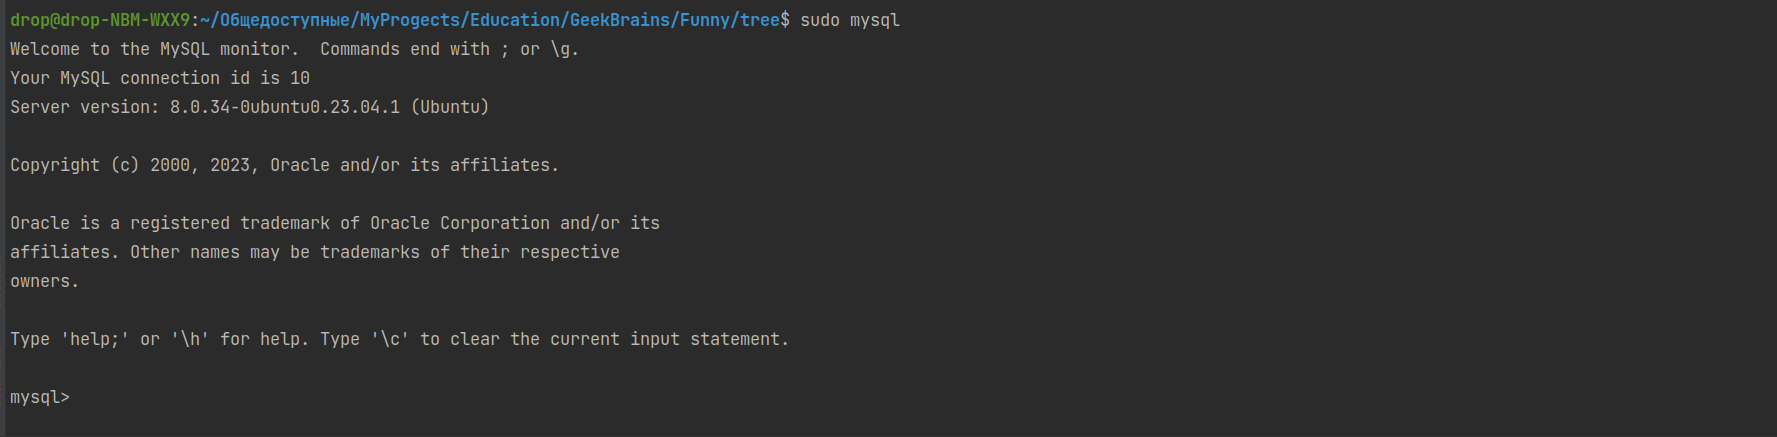 drop@drop-NBM-WXX9:~/Общедоступные/MyProgects/Education/GeekBrains/Funny/tree$ sudo mysql
Welcome to the MySQL monitor.  Commands end with ; or \g.
Your MySQL connection id is 10
Server version: 8.0.34-0ubuntu0.23.04.1 (Ubuntu)

Copyright (c) 2000, 2023, Oracle and/or its affiliates.

Oracle is a registered trademark of Oracle Corporation and/or its
affiliates. Other names may be trademarks of their respective
owners.

Type 'help;' or '\h' for help. Type '\c' to clear the current input statement.

mysql>